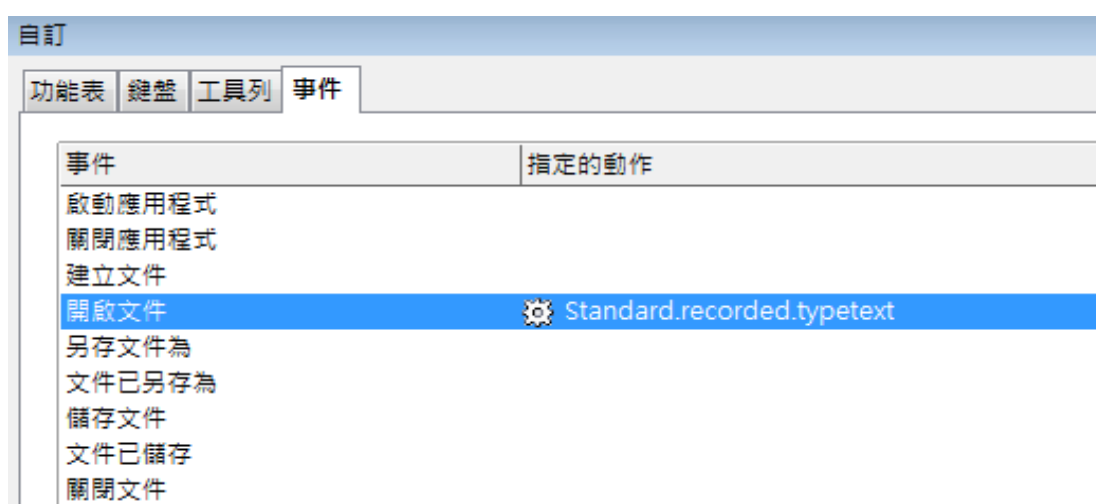 自訂
功能表 鍵盤 工具列 事件
事件 指定的動作
啟動應用程式
關閉應用程式
建立文件
開啟文件 Standard.recorded.typetext
另存文件為
文件已另存為
儲存文件
文件已儲存
關閉文件